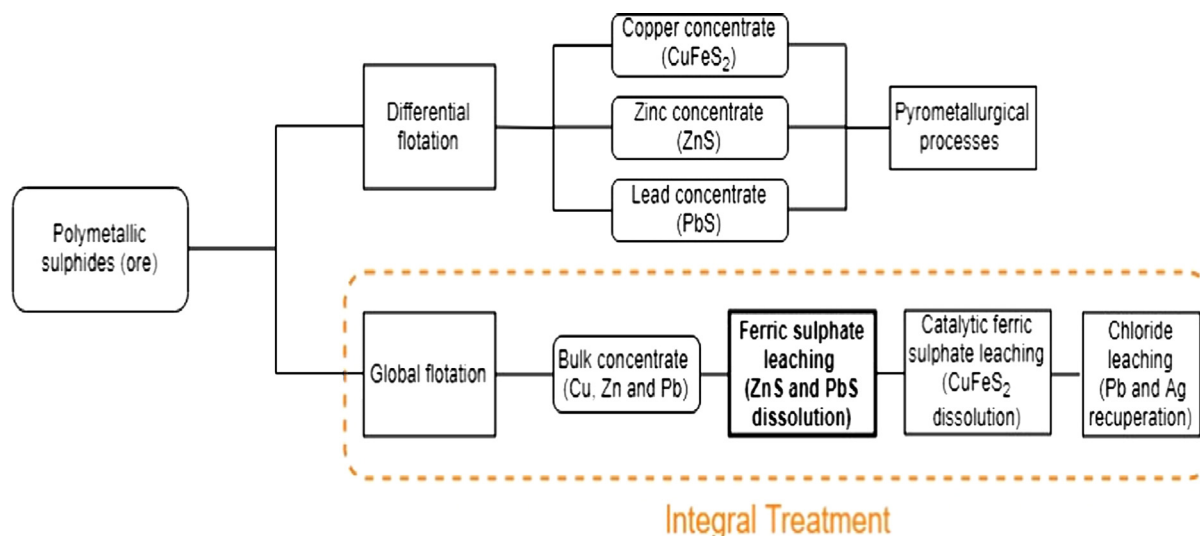 Polymetallic
sulphides (ore)
Differential
flotation
Copper concentrate
(CuFeS₂)
Zinc concentrate
(ZnS)
Lead concentrate
(PbS)
Pyrometallurgical
processes
Global flotation
Bulk concentrate
(Cu, Zn and Pb)
Ferric sulphate
leaching
(ZnS and PbS
dissolution)
Catalytic ferric
sulphate leaching
(CuFeS₂
dissolution)
Chloride
leaching
(Pb and Ag
recuperation)
Integral Treatment